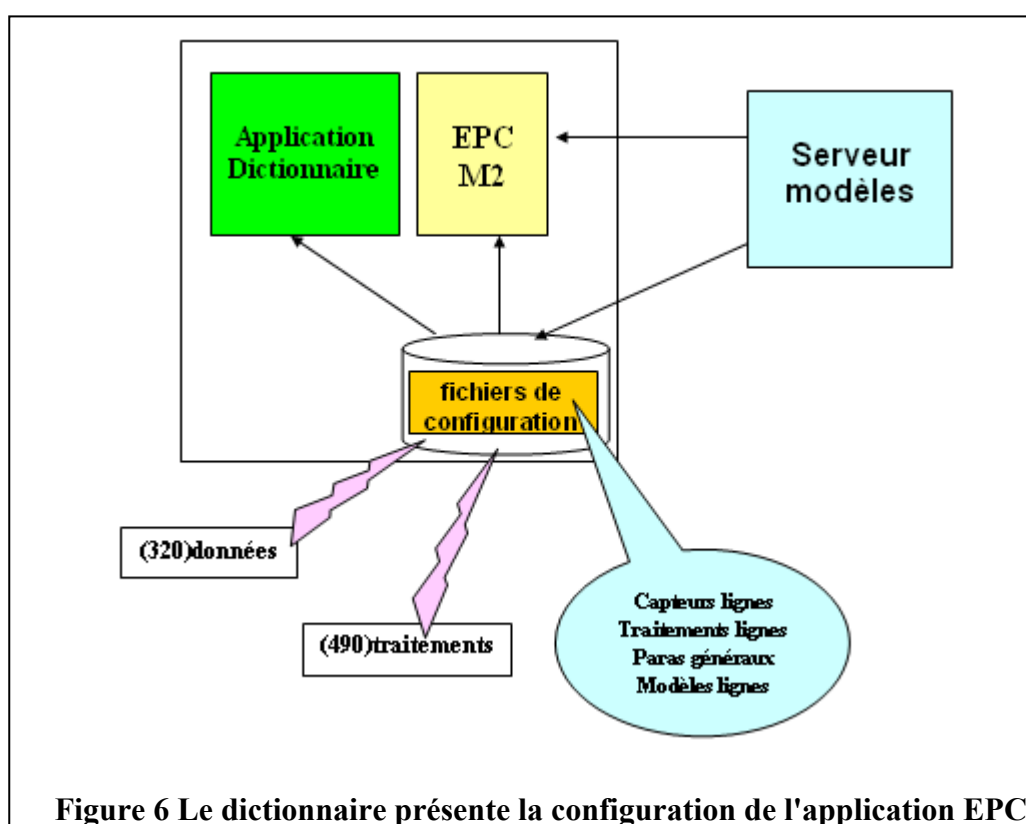 Application
Dictionnaire
EPC
M2
Serveur
modèles
fichiers de
configuration
(320)données
(490)traitements
Capteurs lignes
Traitements lignes
Paras généraux
Modèles lignes
Figure 6 Le dictionnaire présente la configuration de l'application EPC